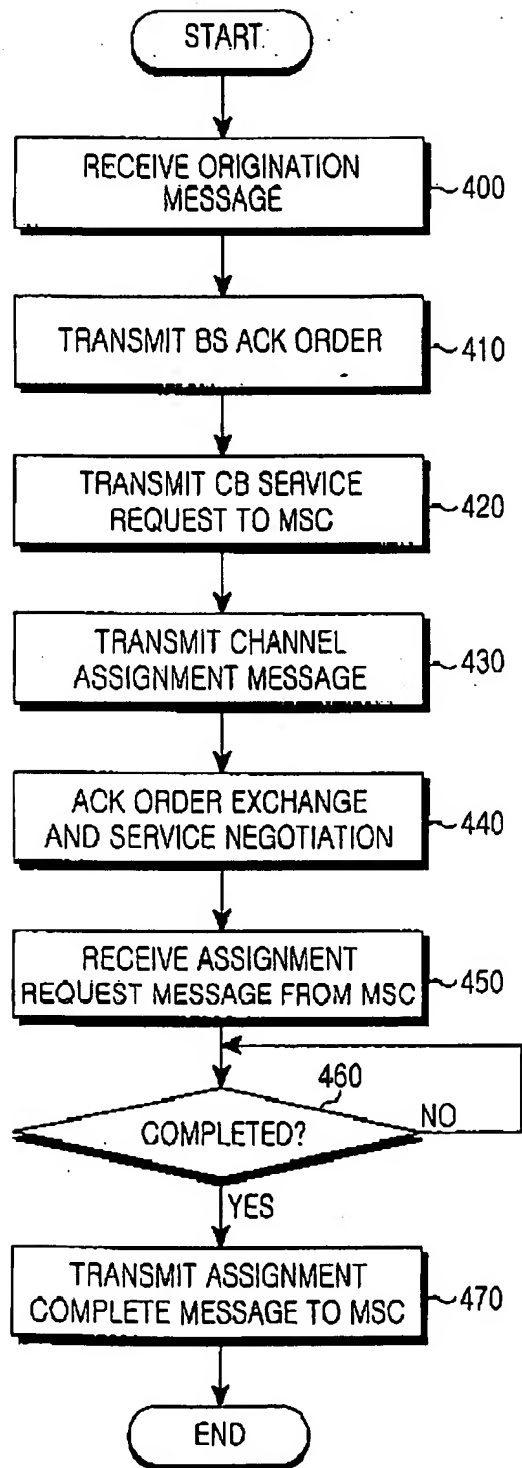 START
RECEIVE ORIGINATION
MESSAGE
400
TRANSMIT BS ACK ORDER
410
TRANSMIT CB SERVICE
REQUEST TO MSC
420
TRANSMIT CHANNEL
ASSIGNMENT MESSAGE
430
ACK ORDER EXCHANGE
AND SERVICE NEGOTIATION
440
RECEIVE ASSIGNMENT
REQUEST MESSAGE FROM MSC
450
460
COMPLETED?
NO
YES
TRANSMIT ASSIGNMENT
COMPLETE MESSAGE TO MSC
470
END